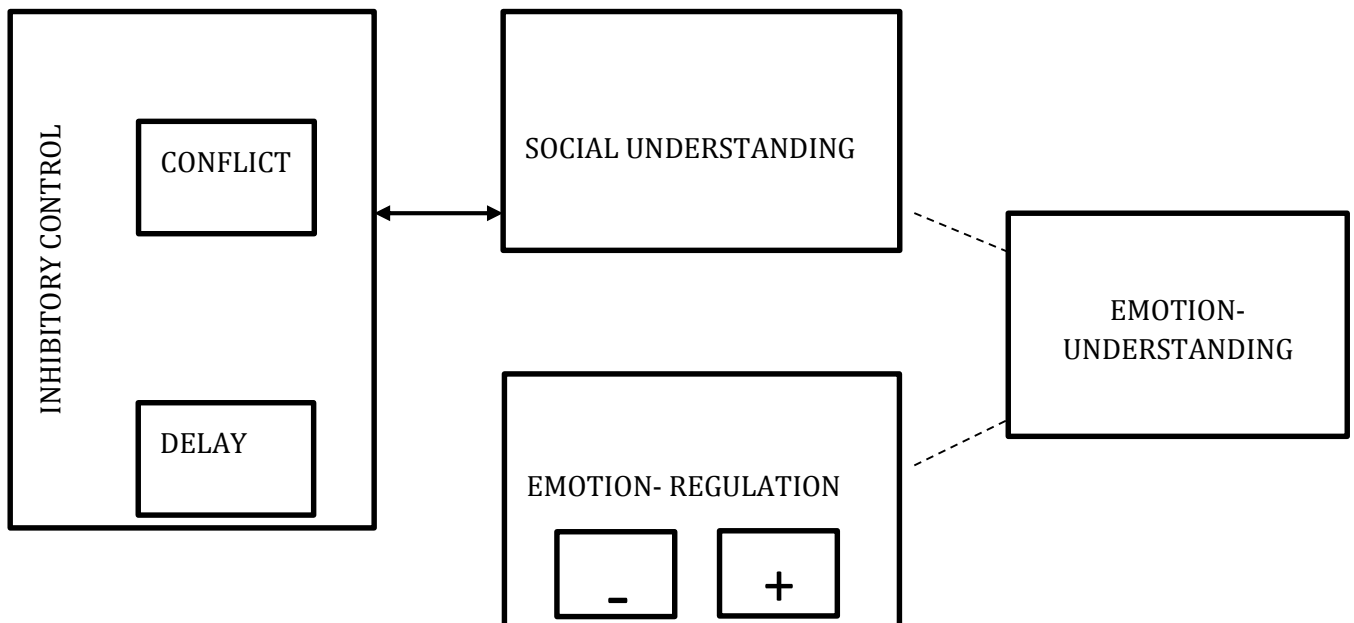 INHIBITORY CONTROL
CONFLICT
DELAY
SOCIAL UNDERSTANDING
EMOTION- REGULATION
-
+
EMOTION-
UNDERSTANDING